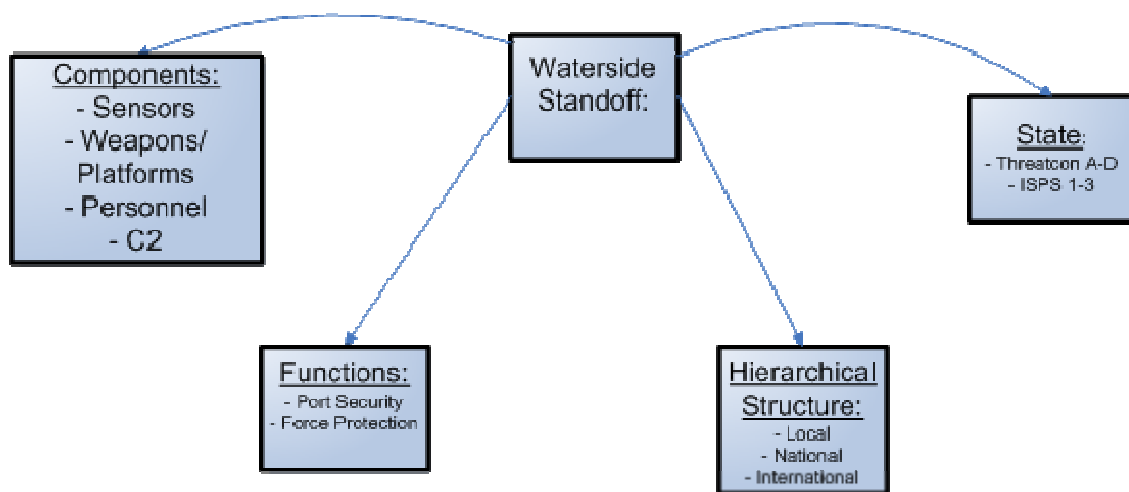 Waterside
Standoff:
Components:
- Sensors
- Weapons/
Platforms
- Personnel
- C2
State:
- Threatcon A-D
- ISPS 1-3
Functions:
- Port Security
- Force Protection
Hierarchical
Structure:
- Local
- National
- International